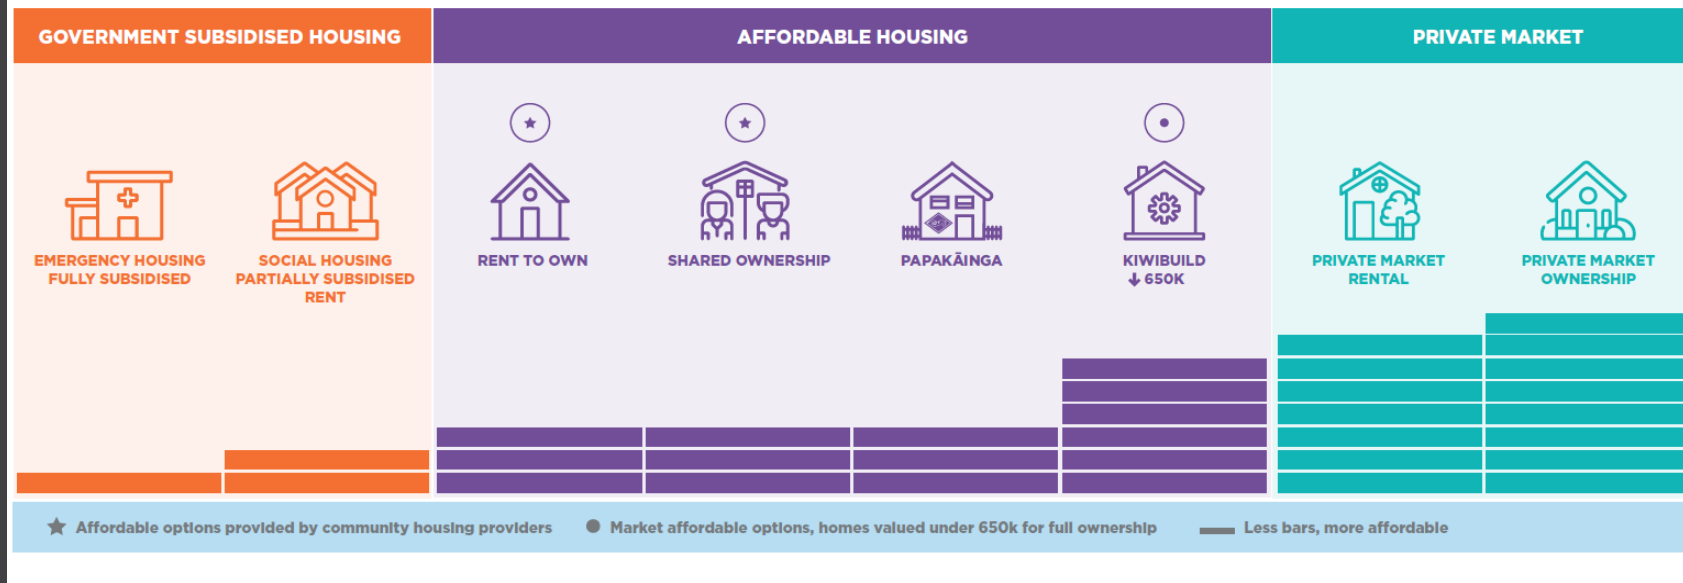 GOVERNMENT SUBSIDISED HOUSING
AFFORDABLE HOUSING
PRIVATE MARKET
EMERGENCY HOUSING
FULLY SUBSIDISED
SOCIAL HOUSING
PARTIALLY SUBSIDISED
RENT
RENT TO OWN
SHARED OWNERSHIP
PAPAKĀINGA
KIWIBUILD
↓ 650K
PRIVATE MARKET
RENTAL
PRIVATE MARKET
OWNERSHIP
Affordable options provided by community housing providers
Market affordable options, homes valued under 650k for full ownership
Less bars, more affordable